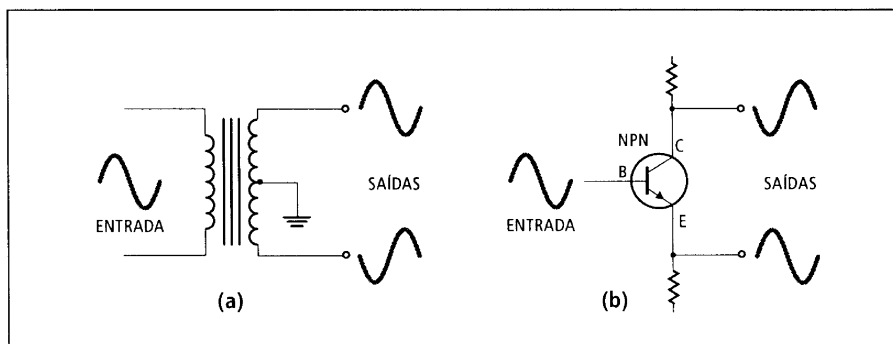 ENTRADA
SAÍDAS
(a)
NPN
C
B
E
ENTRADA
SAÍDAS
(b)